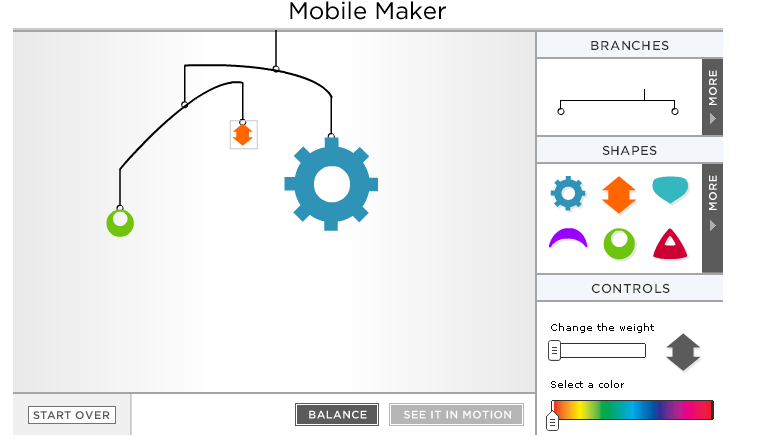 Mobile Maker
BRANCHES
MORE
SHAPES
MORE
CONTROLS
Change the weight
Select a color
START OVER
BALANCE
SEE IT IN MOTION